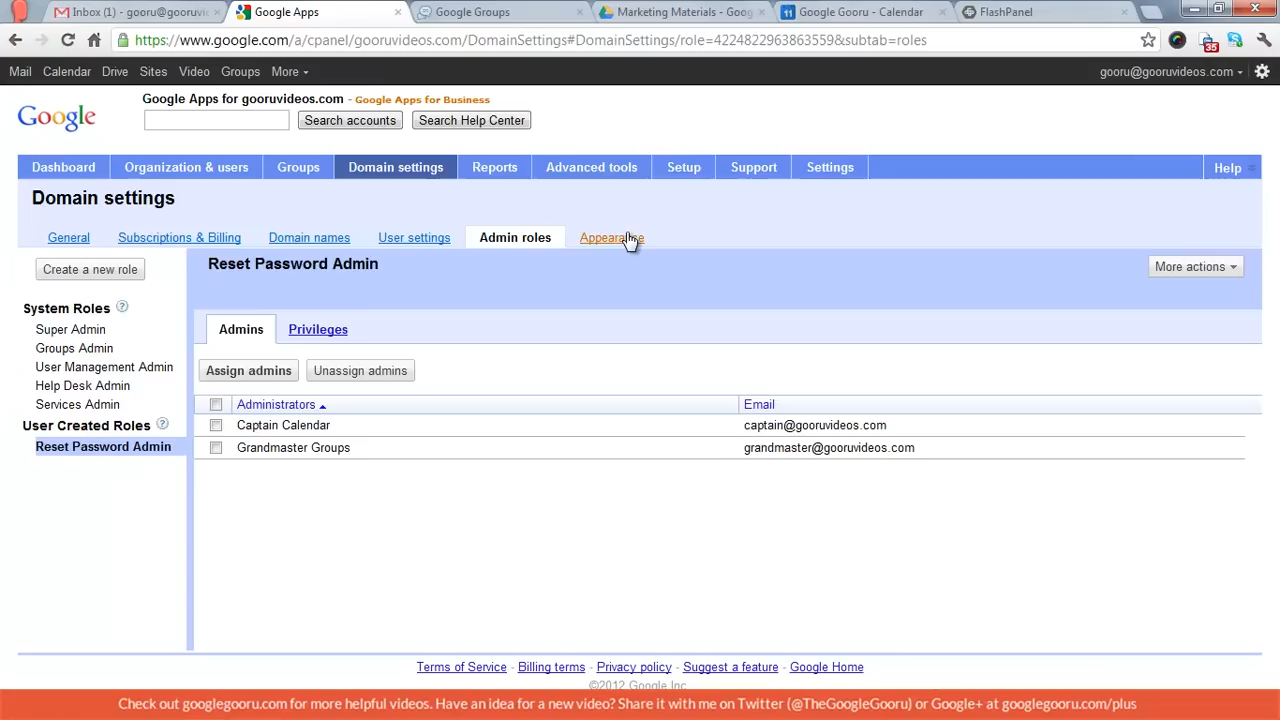 Inbox (1) - gooru@gooruvic
Google Apps
Google Groups
Marketing Materials - Goog
11
Google Gooru - Calendar
FlashPanel
https://www.google.com/a/cpanel/gooruvideos.com/DomainSettings#DomainSettings/role=4224822963863559&subtab=roles
35
Mail Calendar Drive Sites Video Groups More
gooru@gooruvideos.com
Google
Google Apps for gooruvideos.com - Google Apps for Business
Search accounts
Search Help Center
Dashboard Organization & users Groups Domain settings Reports Advanced tools Setup Support Settings Help
Domain settings
General Subscriptions & Billing Domain names User settings Admin roles Appearance
Create a new role
Reset Password Admin
More actions
System Roles ?
Super Admin
Groups Admin
User Management Admin
Help Desk Admin
Services Admin
User Created Roles ?
Reset Password Admin
Admins Privileges
Assign admins Unassign admins
Administrators Email
Captain Calendar captain@gooruvideos.com
Grandmaster Groups grandmaster@gooruvideos.com
Terms of Service - Billing terms - Privacy policy - Suggest a feature - Google Home
©2012 Google Inc.
Check out googlegooru.com for more helpful videos. Have an idea for a new video? Share it with me on Twitter (@TheGoogleGooru) or Google+ at googlegooru.com/plus